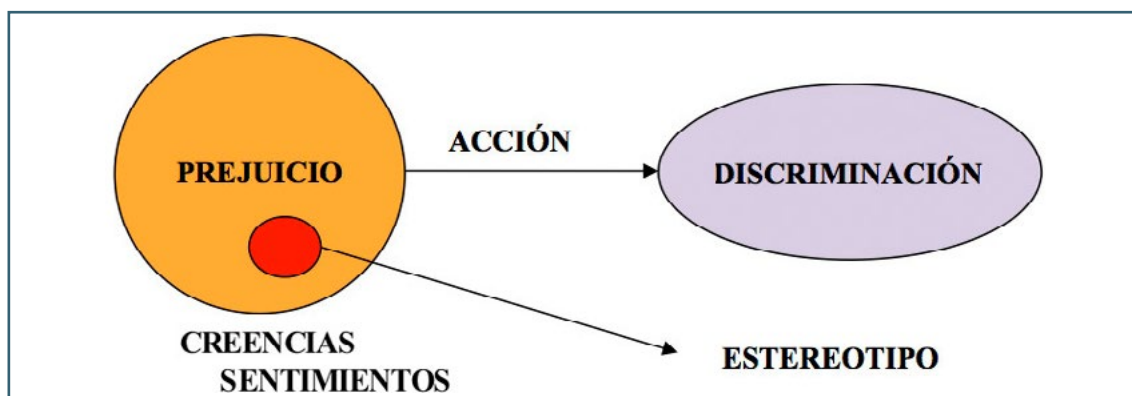 ACCIÓN
PREJUICIO
DISCRIMINACIÓN
CREENCIAS
SENTIMIENTOS
ESTEREOTIPO